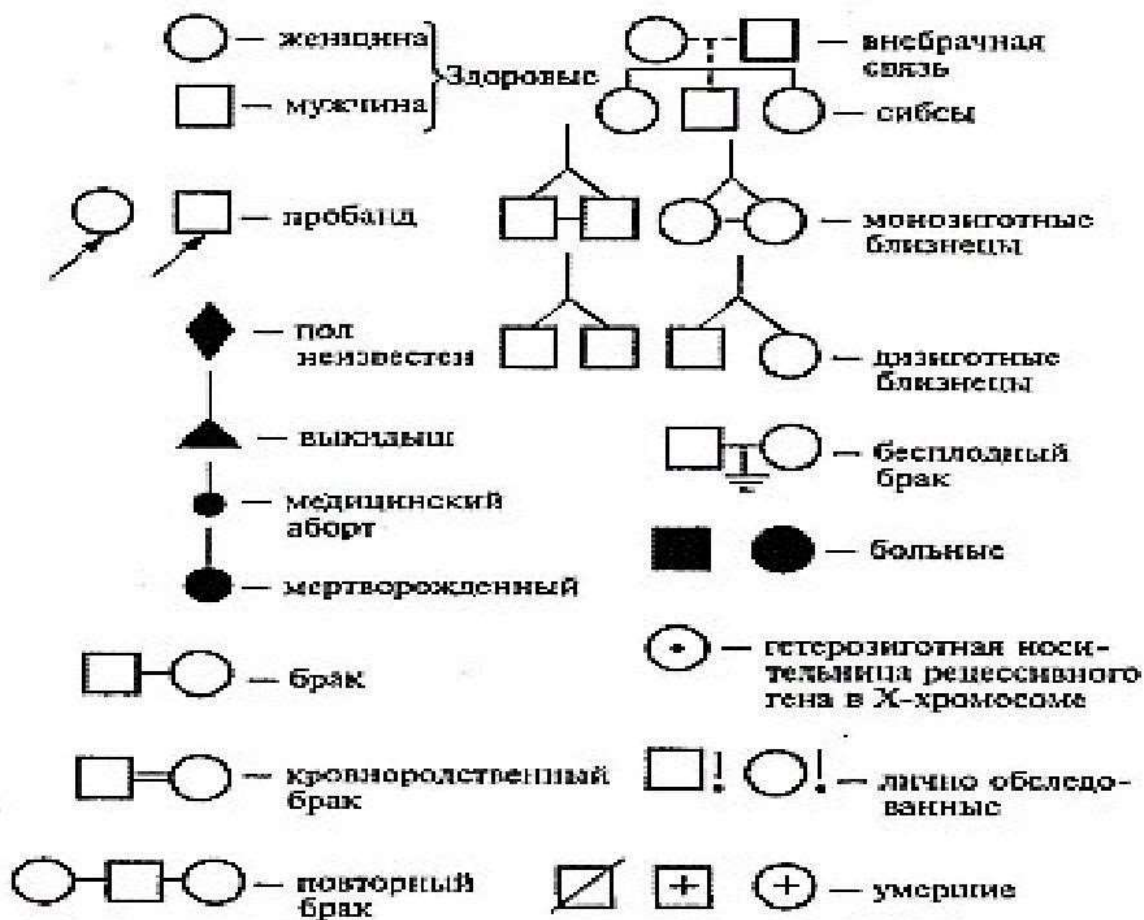 — женщина
— мужчина
Здоровые
— пробанд
— пол
неизвестен
— выкидыш
— медицинский
аборт
— мертворожденный
— брак
— кровнородственный
брак
— повторный
брак
— внебрачная
связь
— сибсы
— монозиготные
близнецы
— дизиготные
близнецы
— бесплодный
брак
— больные
— гетерозиготная носи-
тельница рецессивного
гена в Х-хромосоме
! ! — лично обследо-
ванные
+ + — умершие